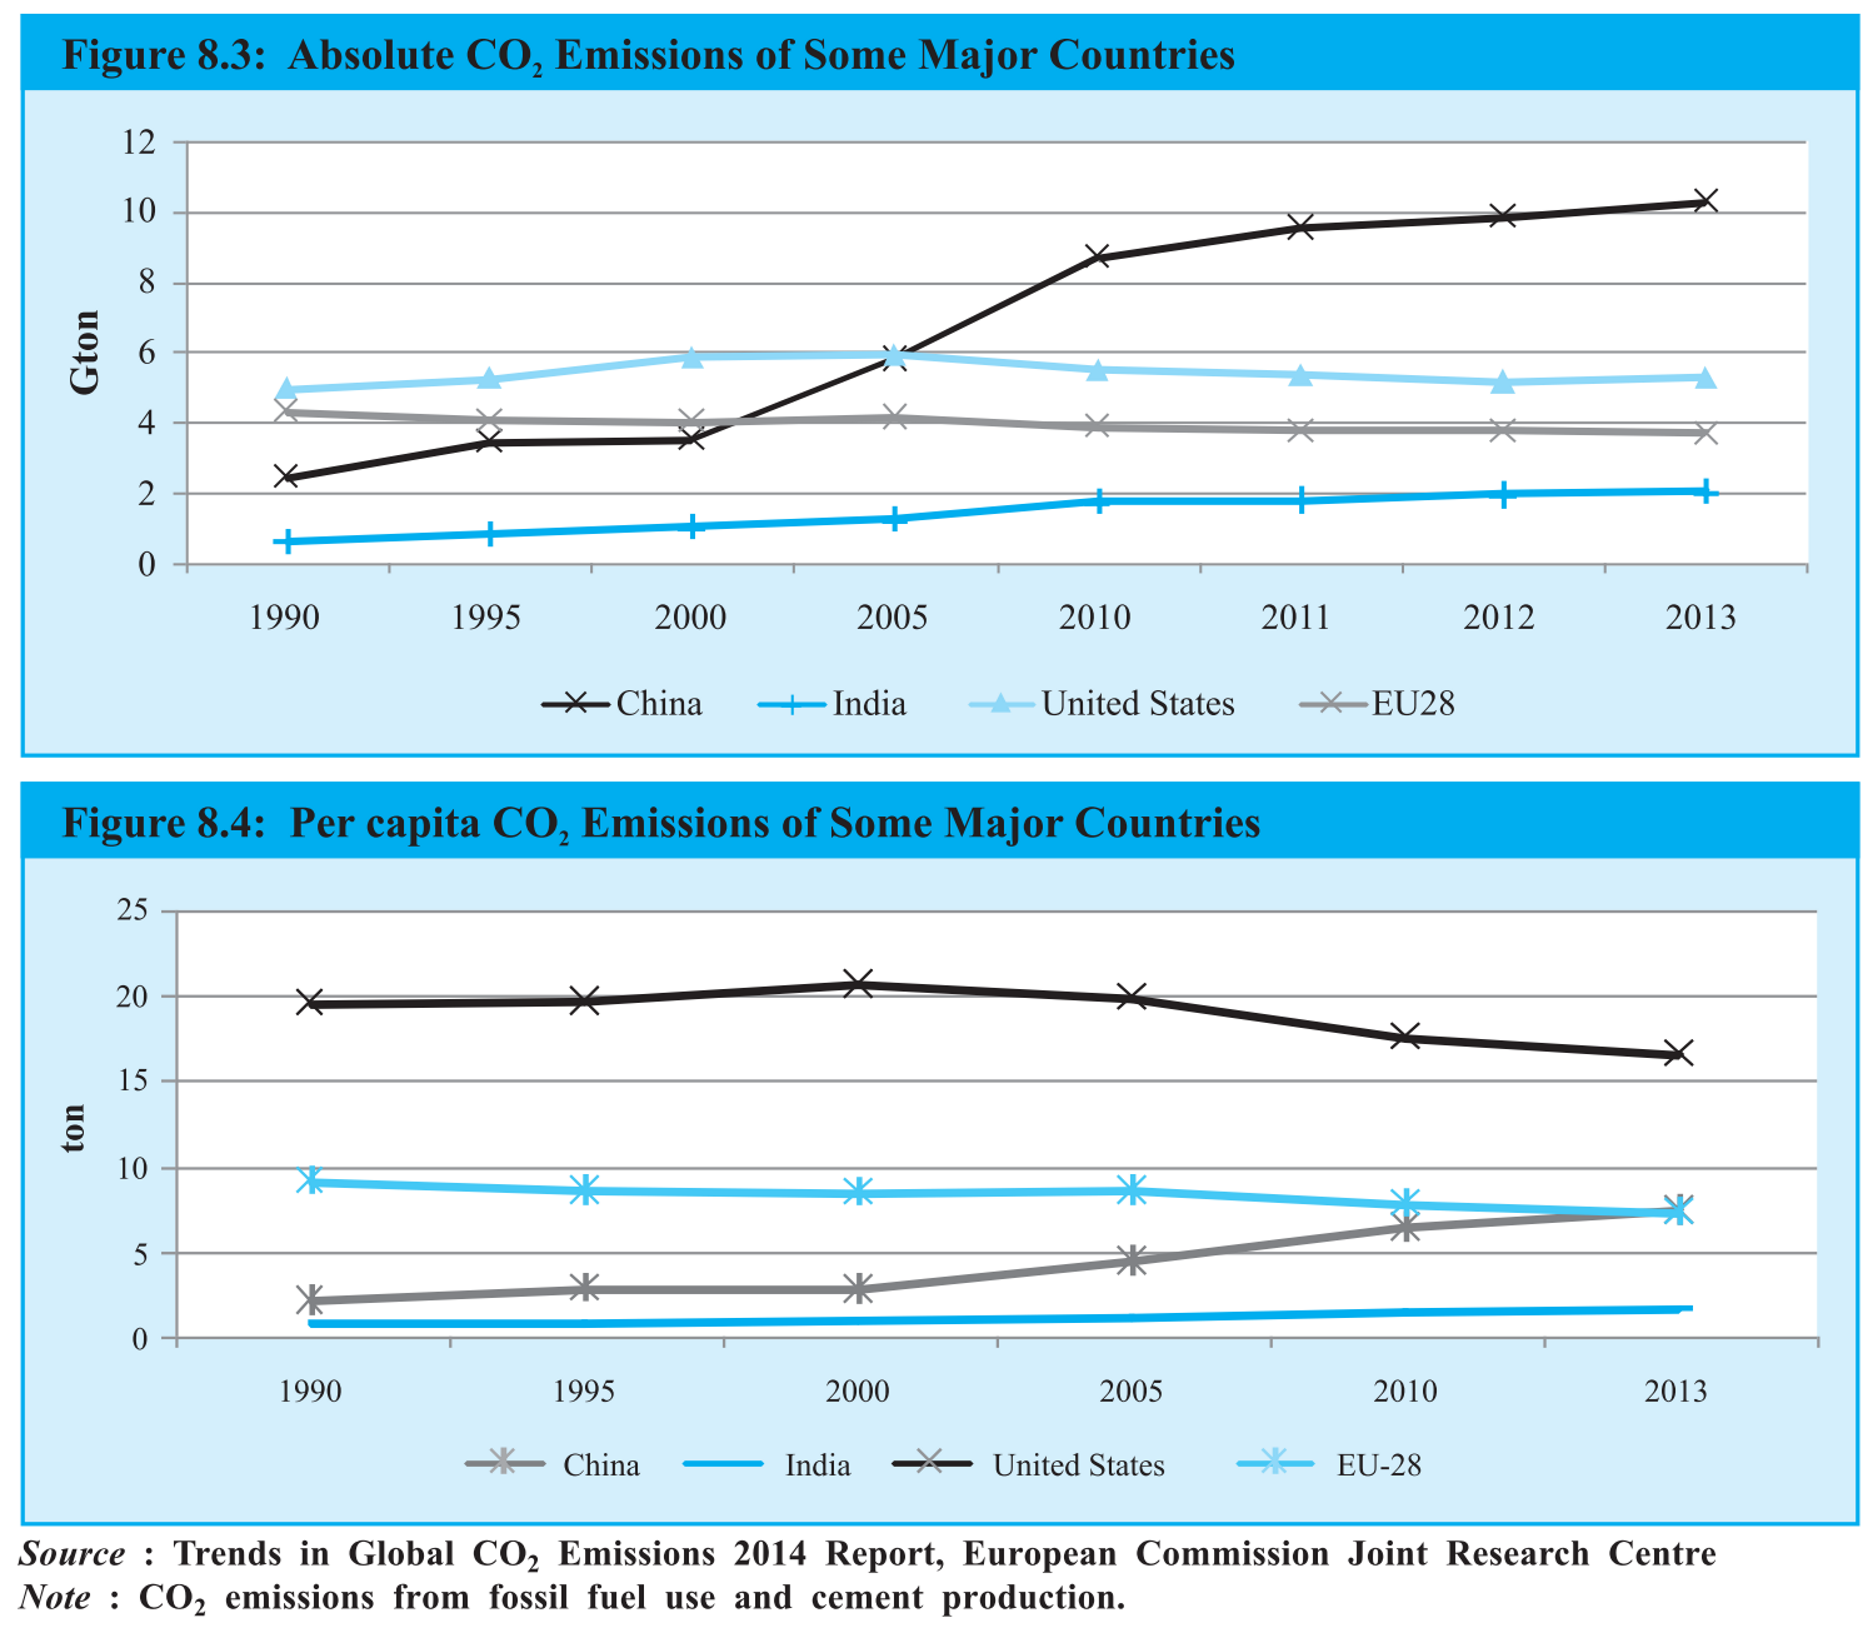 Figure 8.3: Absolute CO₂ Emissions of Some Major Countries
12
10
8
6
4
2
0
Gton
1990 1995 2000 2005 2010 2011 2012 2013
China India United States EU28
Figure 8.4: Per capita CO₂ Emissions of Some Major Countries
25
20
15
10
5
0
ton
1990 1995 2000 2005 2010 2013
China India United States EU-28
Source : Trends in Global CO₂ Emissions 2014 Report, European Commission Joint Research Centre
Note : CO₂ emissions from fossil fuel use and cement production.